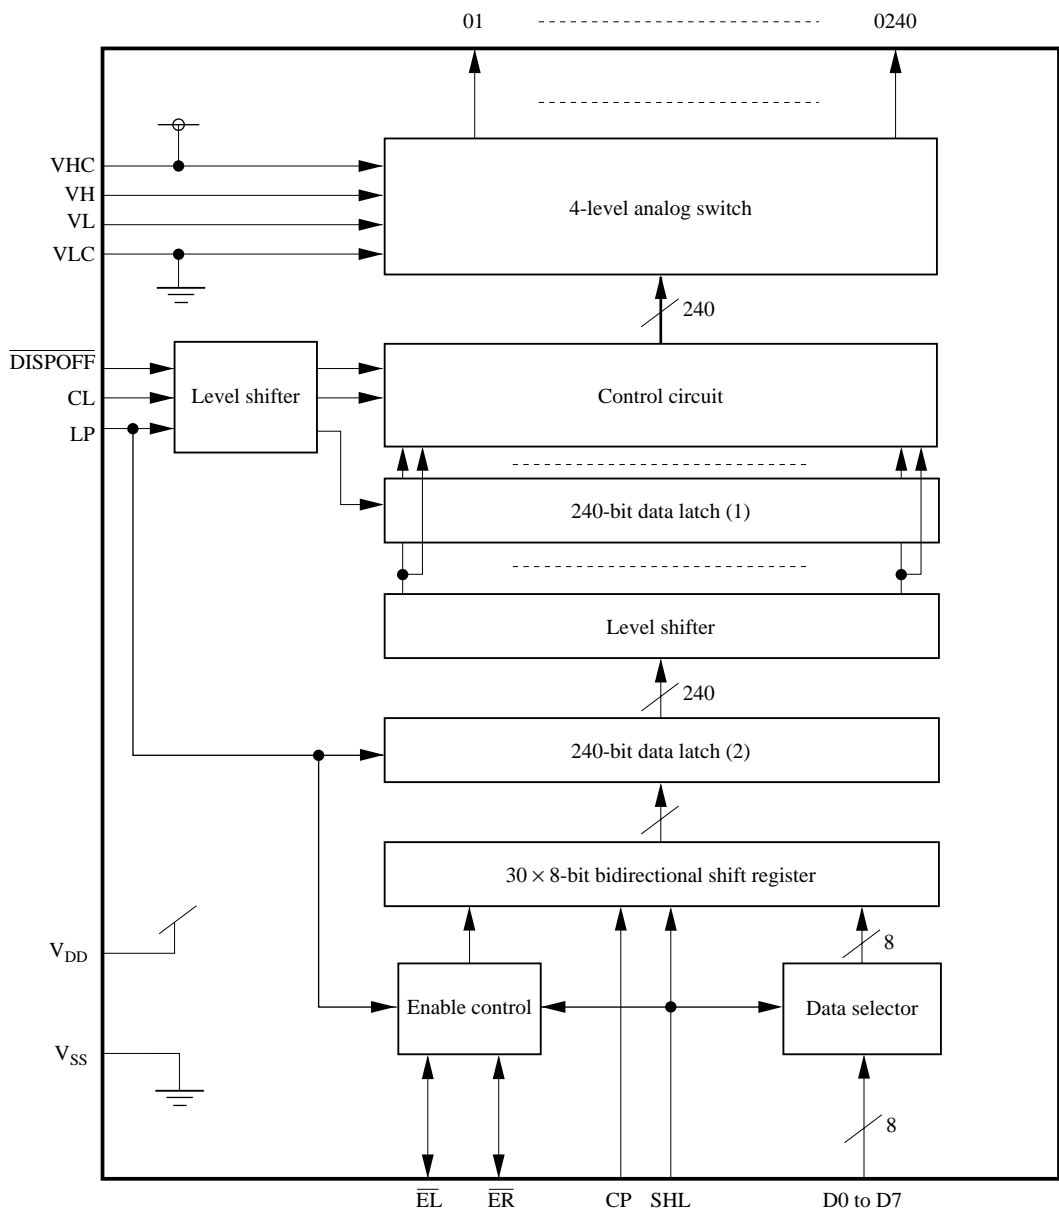 01 0240
VHC
VH
VL
VLC
4-level analog switch
240
DISPOFF
CL
LP
Level shifter
Control circuit
240-bit data latch (1)
Level shifter
240
240-bit data latch (2)
30 × 8-bit bidirectional shift register
VDD
8
Enable control
Data selector
VSS
8
EL ER CP SHL D0 to D7